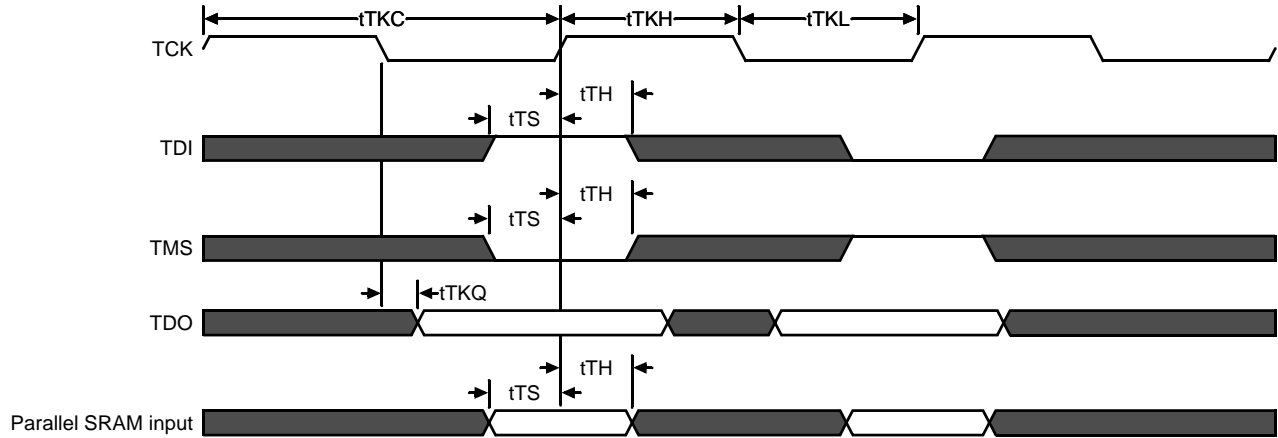 tTKC
tTKH
tTKL
TCK
tTH
tTS
TDI
tTH
tTS
TMS
tTKQ
TDO
tTH
tTS
Parallel SRAM input